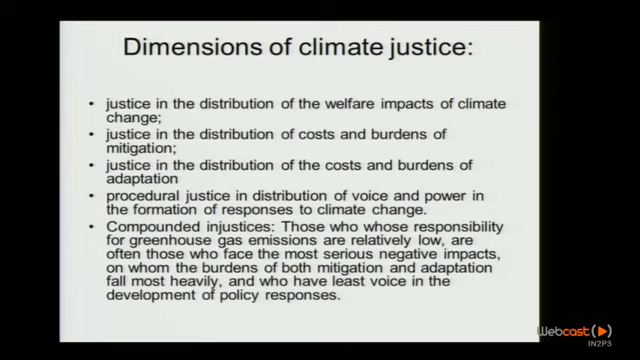 Dimensions of climate justice:
• justice in the distribution of the welfare impacts of climate
change;
• justice in the distribution of costs and burdens of
mitigation;
• justice in the distribution of the costs and burdens of
adaptation
• procedural justice in distribution of voice and power in
the formation of responses to climate change.
• Compounded injustices: Those who whose responsibility
for greenhouse gas emissions are relatively low, are
often those who face the most serious negative impacts,
on whom the burdens of both mitigation and adaptation
fall most heavily, and who have least voice in the
development of policy responses.
Webcast
IN2P3